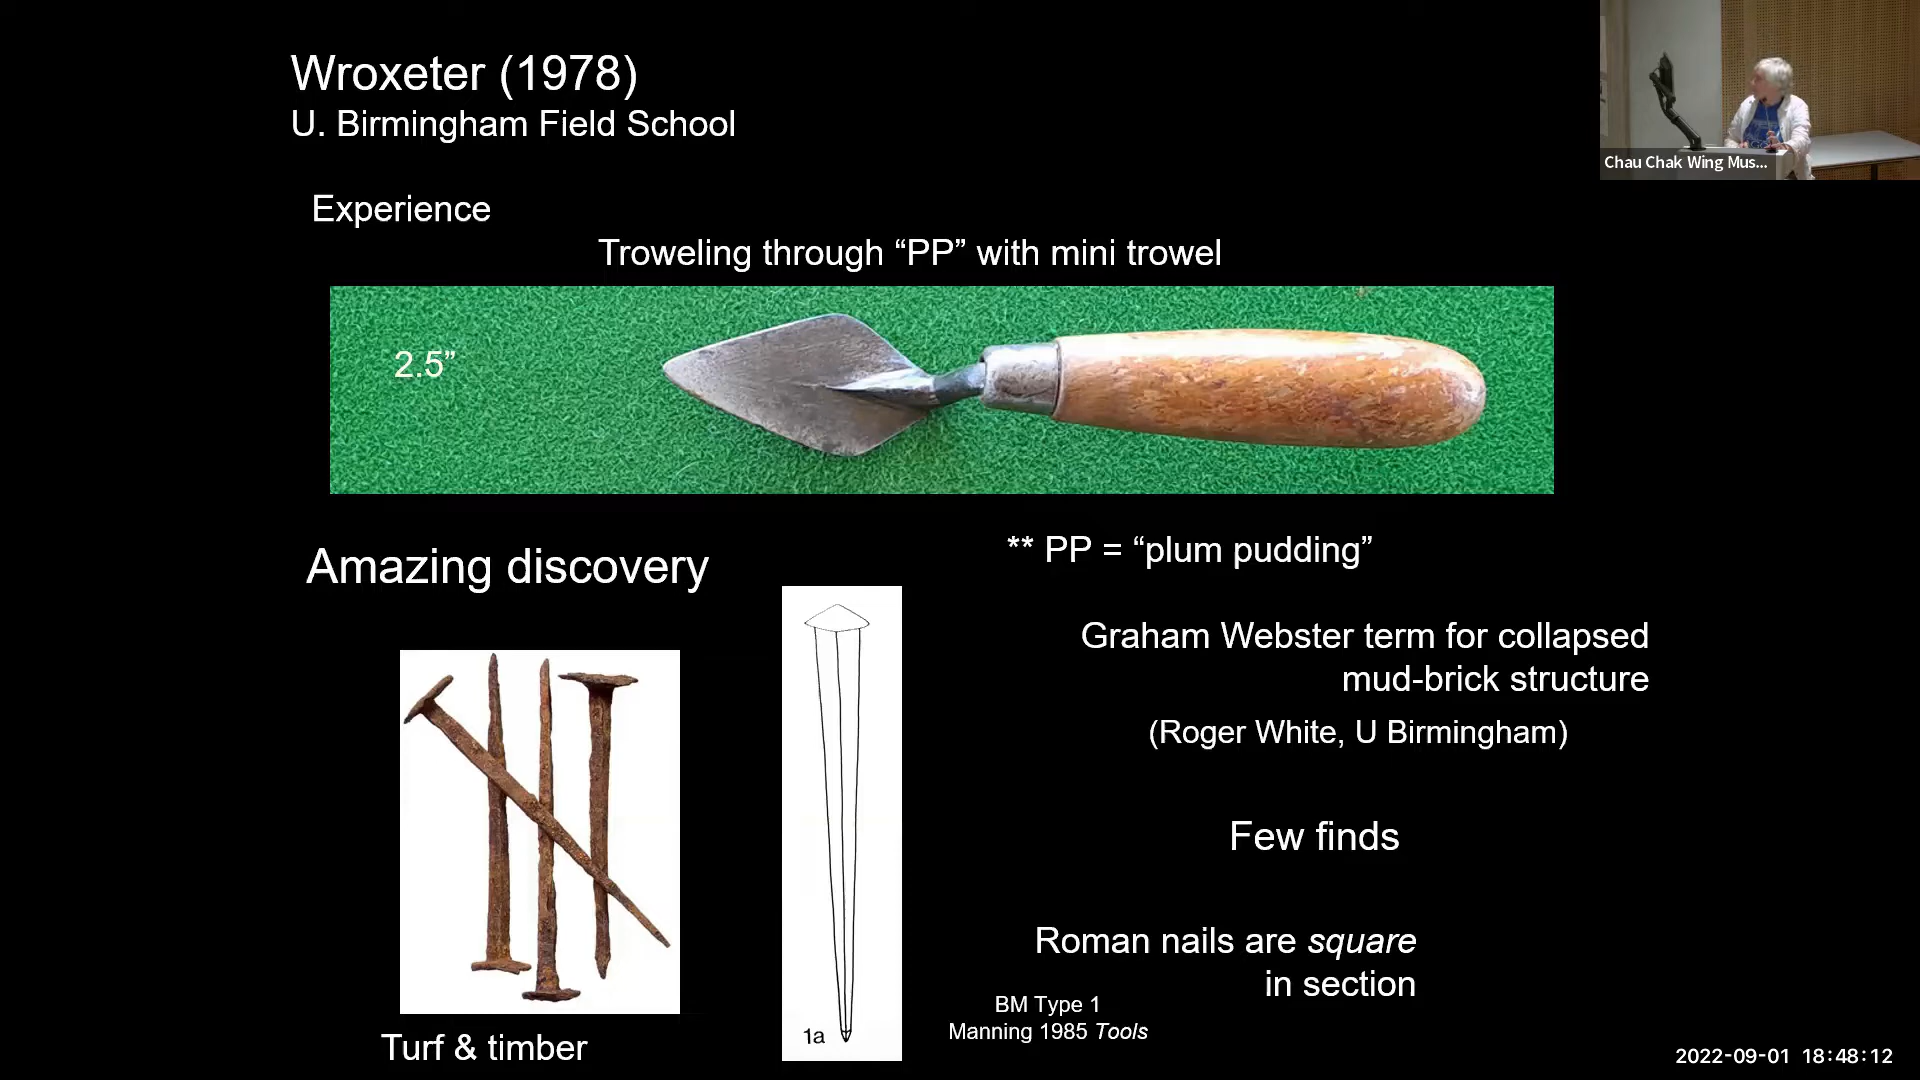 Wroxeter (1978)
U. Birmingham Field School
Chau Chak Wing Mus...
Experience
Troweling through “PP” with mini trowel
2.5”
Amazing discovery
** PP = “plum pudding”
Graham Webster term for collapsed
mud-brick structure
(Roger White, U Birmingham)
Few finds
Roman nails are square
in section
BM Type 1
Manning 1985 Tools
1a
Turf & timber
2022-09-01 18:48:12